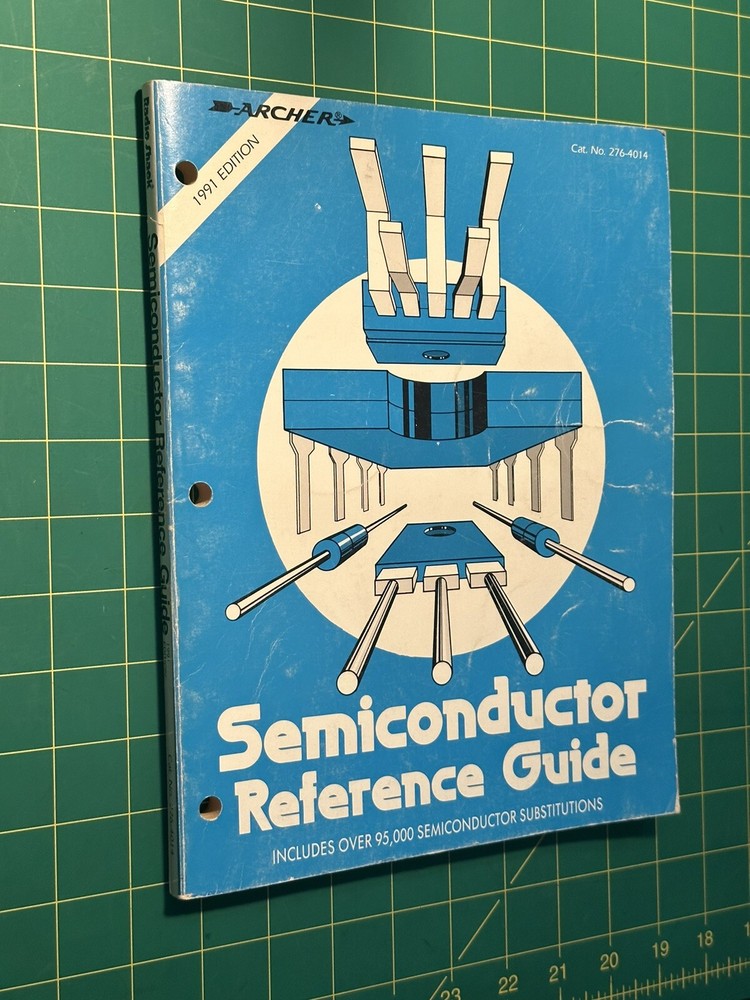 ARCHER®
Cat. No. 276-4014
1991 EDITION
Semiconductor
Reference Guide
INCLUDES OVER 95,000 SEMICONDUCTOR SUBSTITUTIONS
Radio Shack Semiconductor Reference Guide
23 22 21 20 19 18